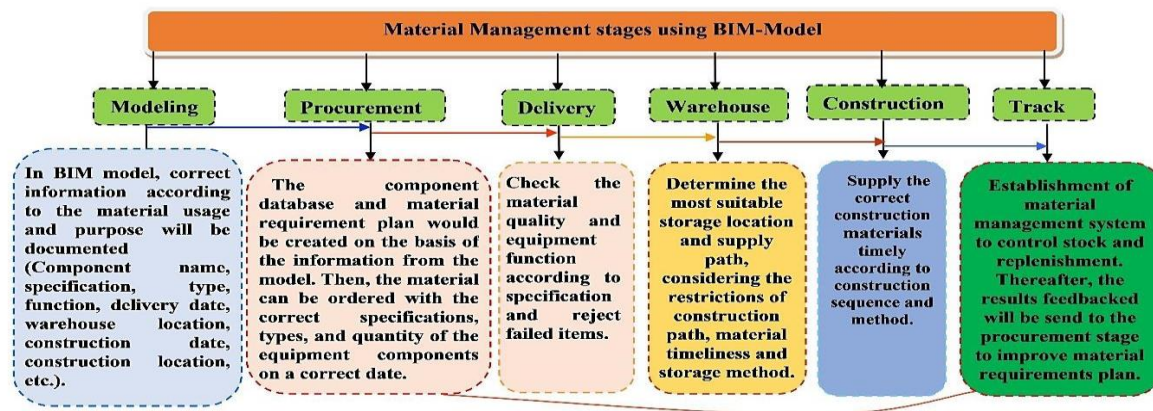 Material Management stages using BIM-Model
Modeling
Procurement
Delivery
Warehouse
Construction
Track
In BIM model, correct
information according
to the material usage
and purpose will be
documented
(Component name,
specification, type,
function, delivery date,
warehouse location,
construction date,
construction location,
etc.).
The component
database and material
requirement plan would
be created on the basis of
the information from the
model. Then, the material
can be ordered with the
correct specifications,
types, and quantity of the
equipment components
on a correct date.
Check the
material
quality and
equipment
function
according to
specification
and reject
failed items.
Determine the
most suitable
storage location
and supply path,
considering the
restrictions of
construction
path, material
timeliness and
storage method.
Supply the
correct
construction
materials
timely
according to
construction
sequence and
method.
Establishment of
material
management system
to control stock and
replenishment.
Thereafter, the
results feedbacked
will be send to the
procurement stage
to improve material
requirements plan.